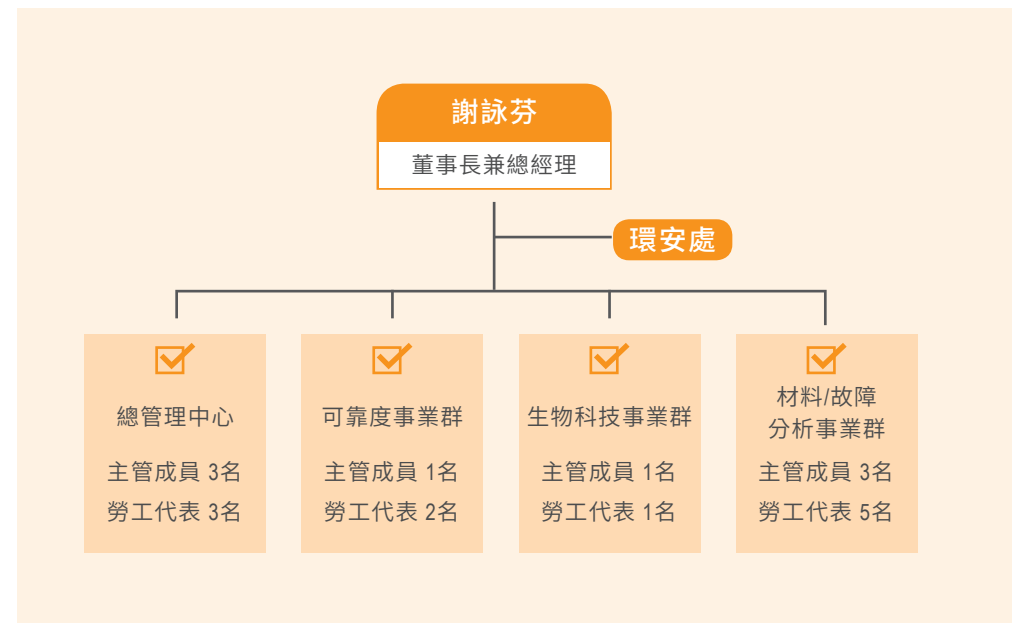 謝詠芬
董事長兼總經理
環安處
總管理中心
主管成員 3名
勞工代表 3名
可靠度事業群
主管成員 1名
勞工代表 2名
生物科技事業群
主管成員 1名
勞工代表 1名
材料/故障
分析事業群
主管成員 3名
勞工代表 5名